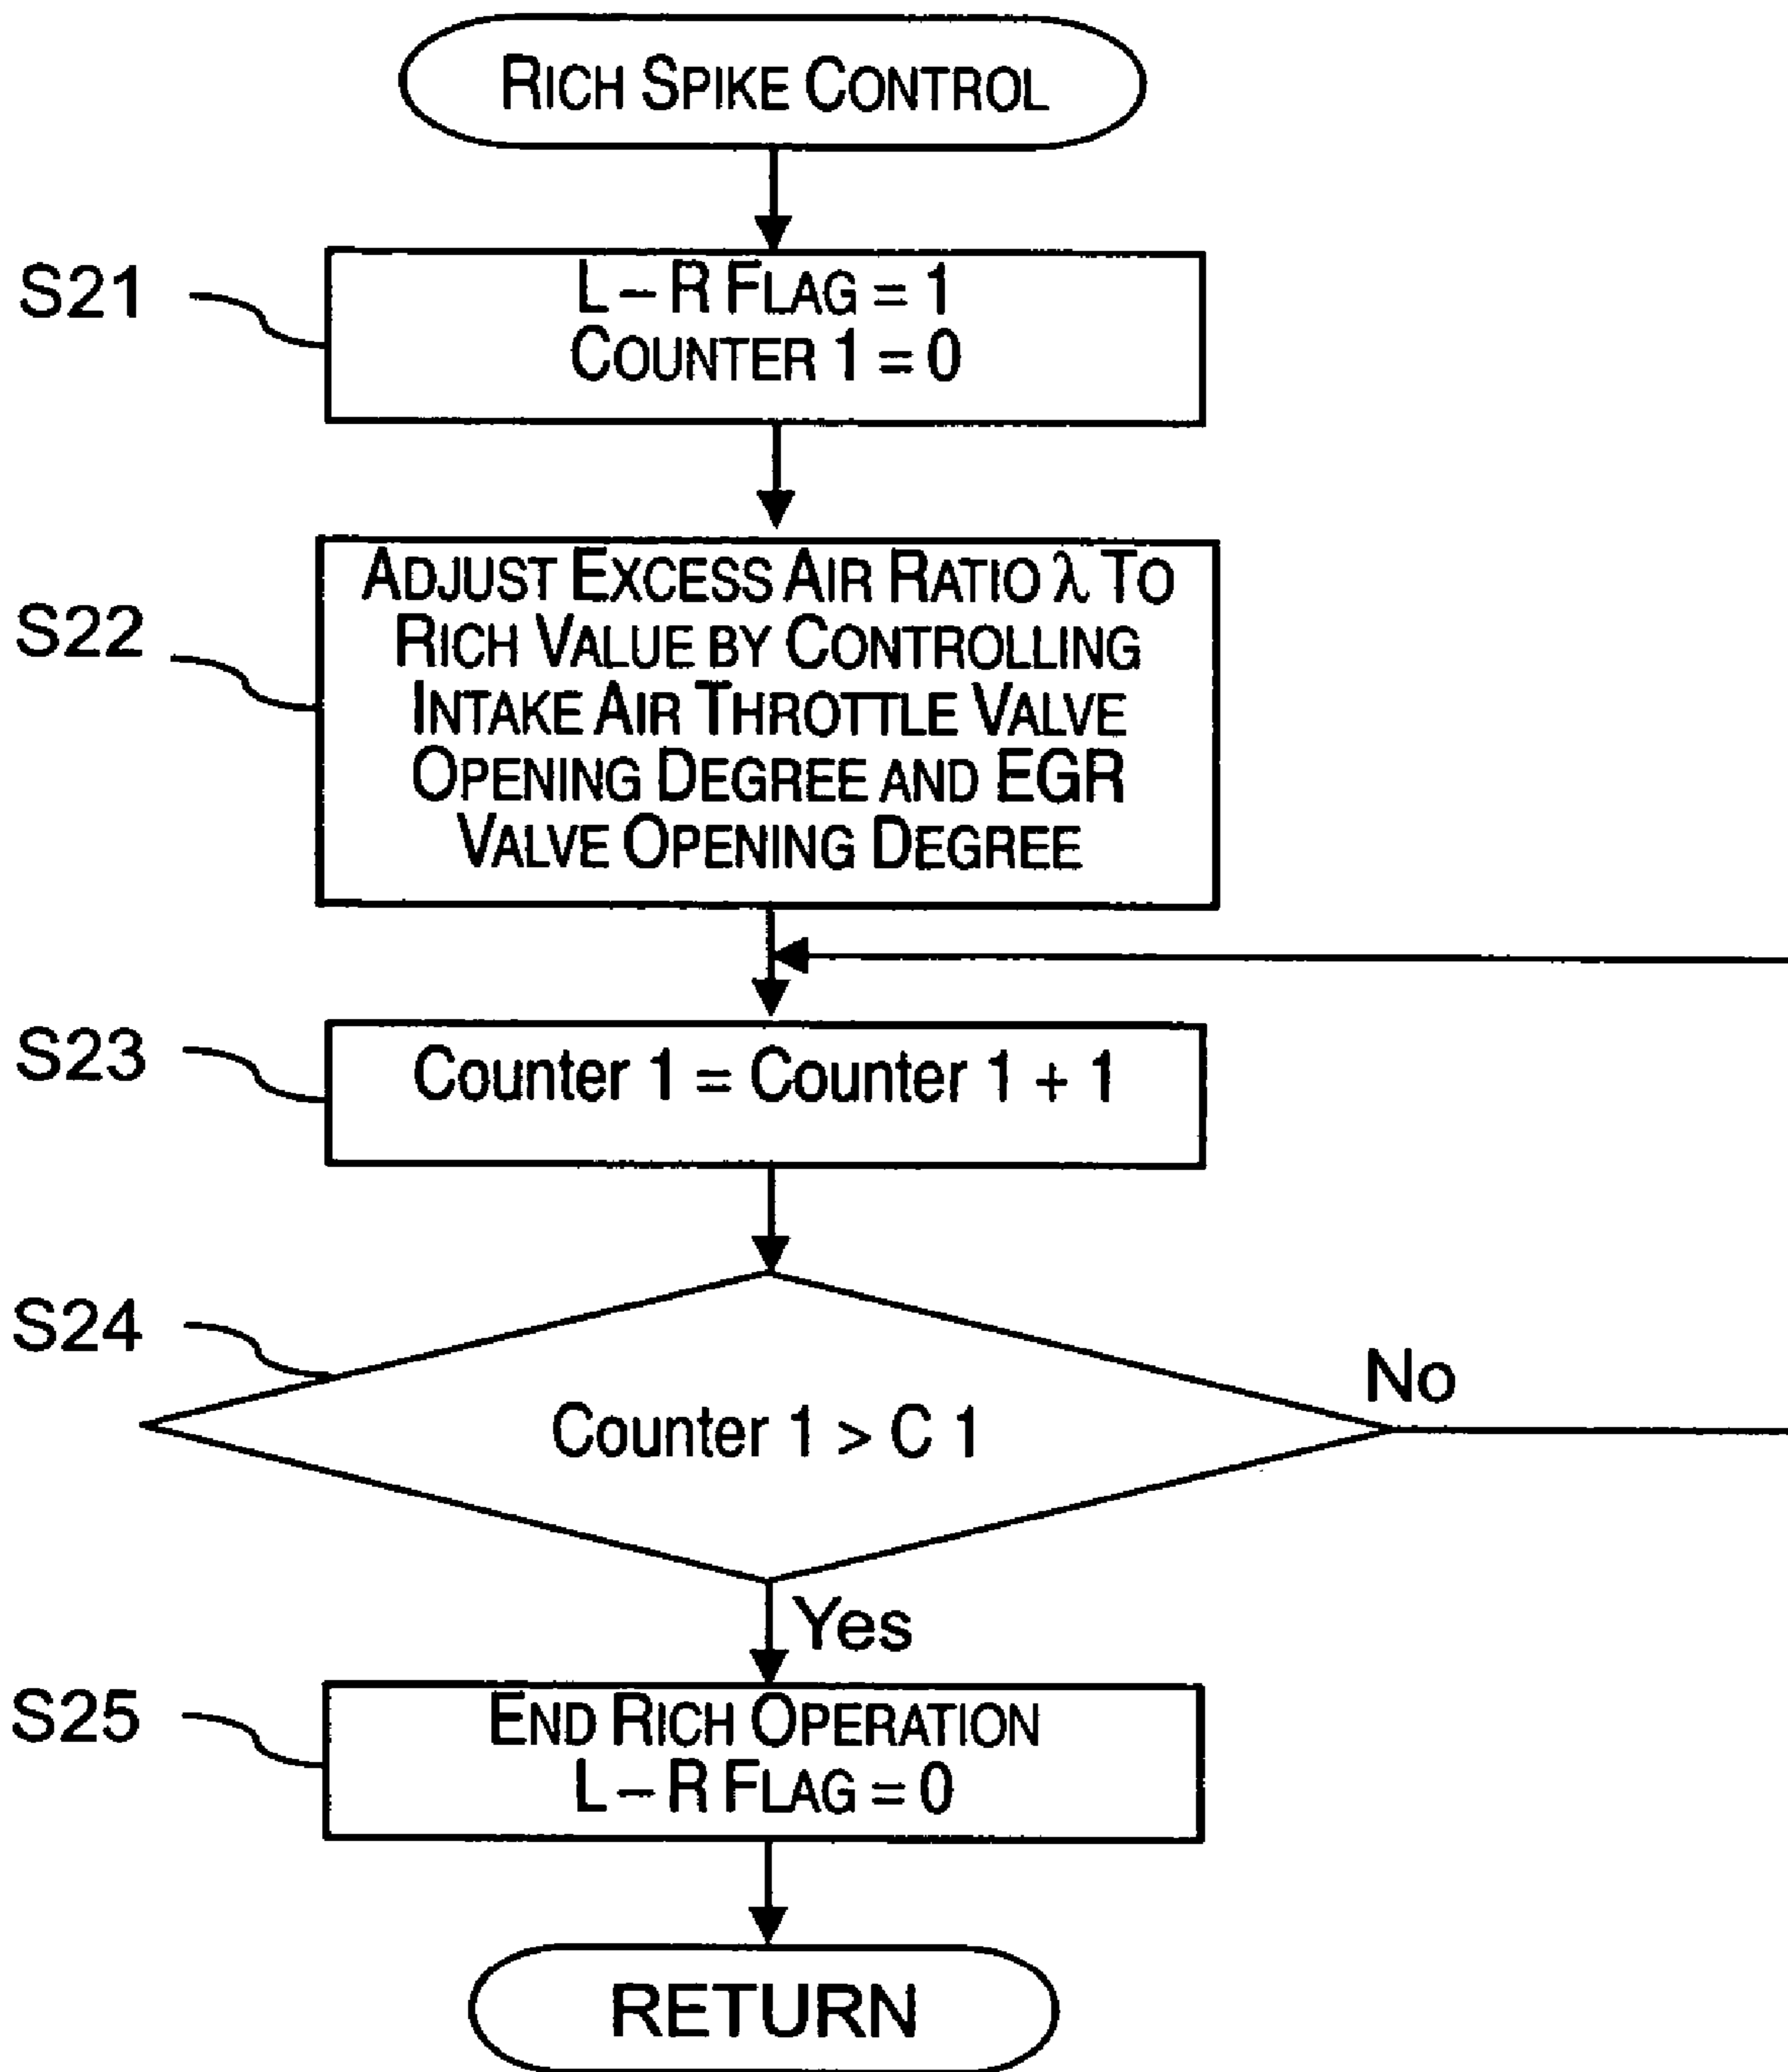 RICH SPIKE CONTROL
S21
L – R FLAG = 1
COUNTER 1 = 0
S22
ADJUST EXCESS AIR RATIO λ TO
RICH VALUE BY CONTROLLING
INTAKE AIR THROTTLE VALVE
OPENING DEGREE AND EGR
VALVE OPENING DEGREE
S23
Counter 1 = Counter 1 + 1
S24
Counter 1 > C 1
No
Yes
S25
END RICH OPERATION
L – R FLAG = 0
RETURN